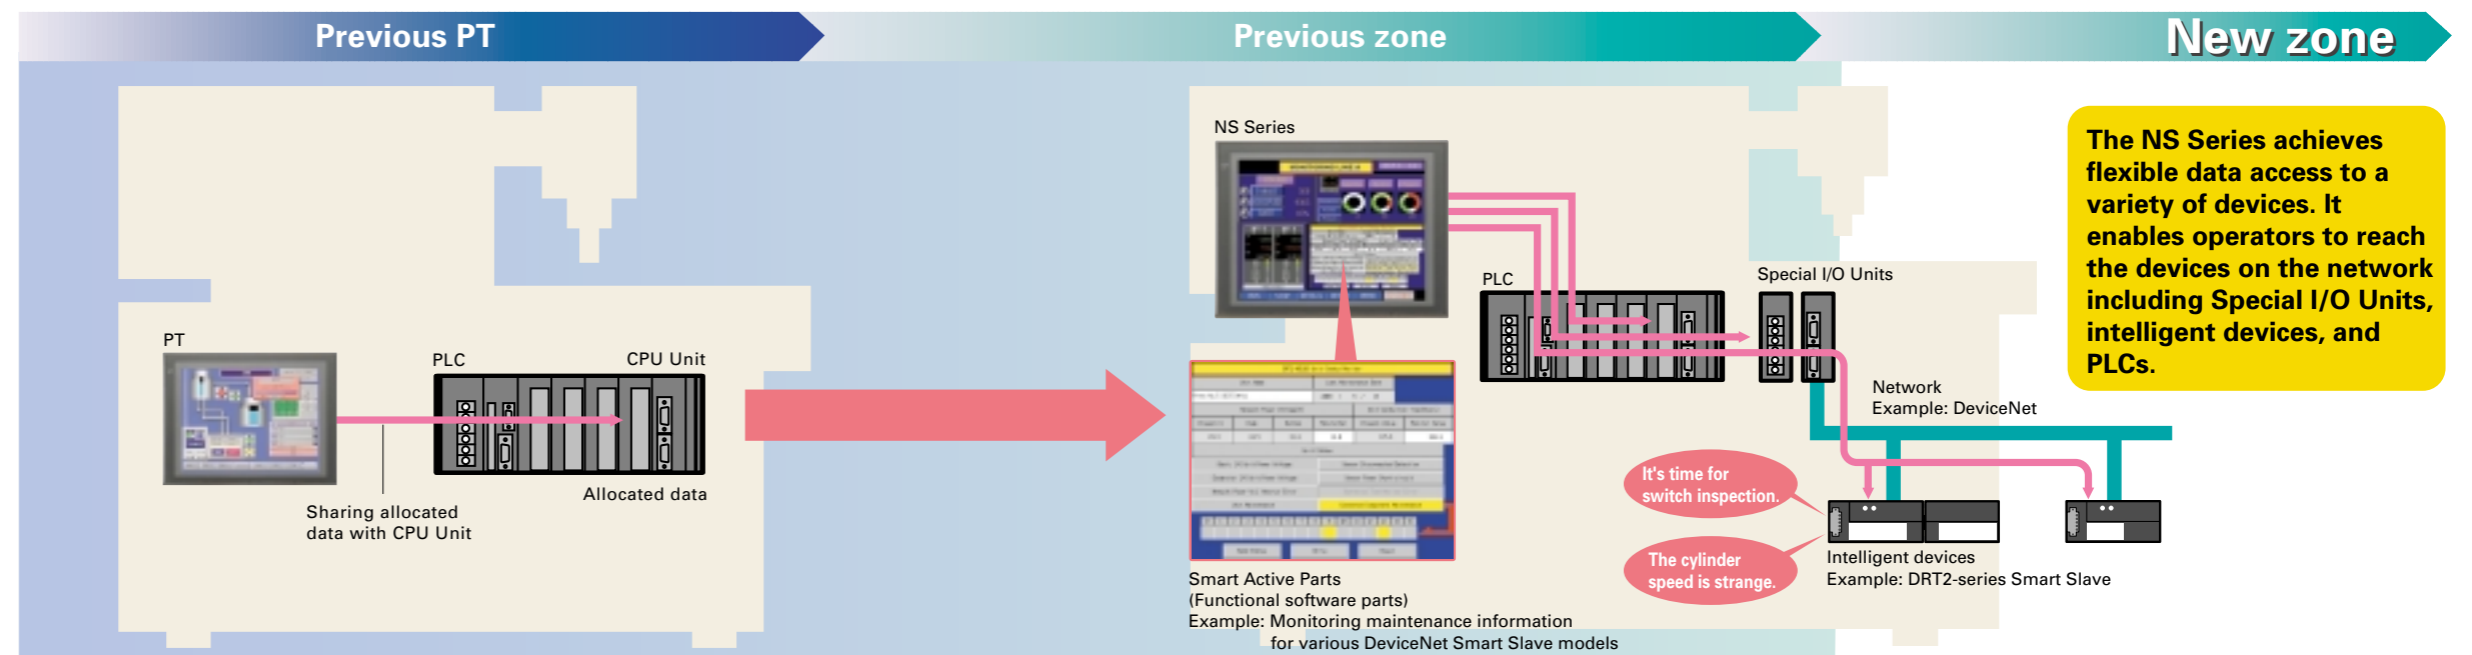 Previous PT
Previous zone
New zone
PT
PLC
CPU Unit
Sharing allocated
data with CPU Unit
Allocated data
NS Series
PLC
Special I/O Units
Network
Example: DeviceNet
It's time for
switch inspection.
The cylinder
speed is strange.
Intelligent devices
Example: DRT2-series Smart Slave
Smart Active Parts
(Functional software parts)
Example: Monitoring maintenance information
for various DeviceNet Smart Slave models
The NS Series achieves
flexible data access to a
variety of devices. It
enables operators to reach
the devices on the network
including Special I/O Units,
intelligent devices, and
PLCs.